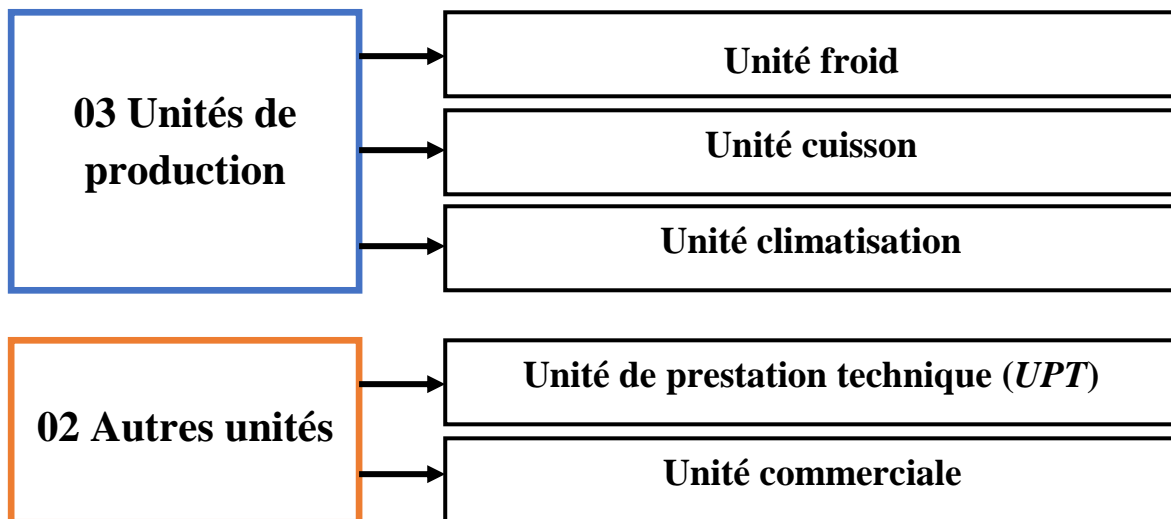 03 Unités de
production
Unité froid
Unité cuisson
Unité climatisation
02 Autres unités
Unité de prestation technique (UPT)
Unité commerciale